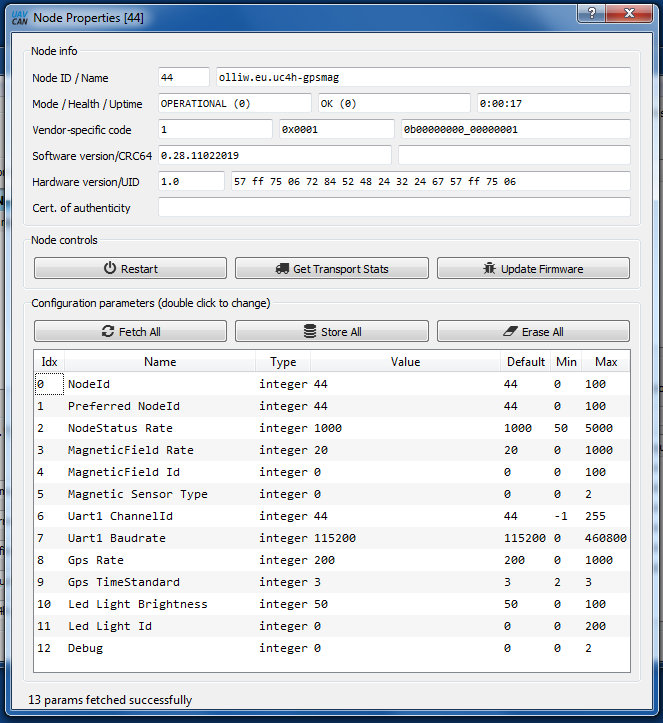 UAV CAN Node Properties [44]
Node info
Node ID / Name 44 olliw.eu.uc4h-gpsmag
Mode / Health / Uptime OPERATIONAL (0) OK (0) 0:00:17
Vendor-specific code 1 0x0001 0b00000000_00000001
Software version/CRC64 0.28.11022019
Hardware version/UID 1.0 57 ff 75 06 72 84 52 48 24 32 24 67 57 ff 75 06
Cert. of authenticity
Node controls
Restart Get Transport Stats Update Firmware
Configuration parameters (double click to change)
Fetch All Store All Erase All
Idx Name Type Value Default Min Max
0 NodeId integer 44 44 0 100
1 Preferred NodeId integer 44 44 0 100
2 NodeStatus Rate integer 1000 1000 50 5000
3 MagneticField Rate integer 20 20 0 1000
4 MagneticField Id integer 0 0 0 100
5 Magnetic Sensor Type integer 0 0 0 2
6 Uart1 ChannelId integer 44 44 -1 255
7 Uart1 Baudrate integer 115200 115200 0 460800
8 Gps Rate integer 200 200 0 1000
9 Gps TimeStandard integer 3 3 2 3
10 Led Light Brightness integer 50 50 0 100
11 Led Light Id integer 0 0 0 200
12 Debug integer 0 0 0 2
13 params fetched successfully